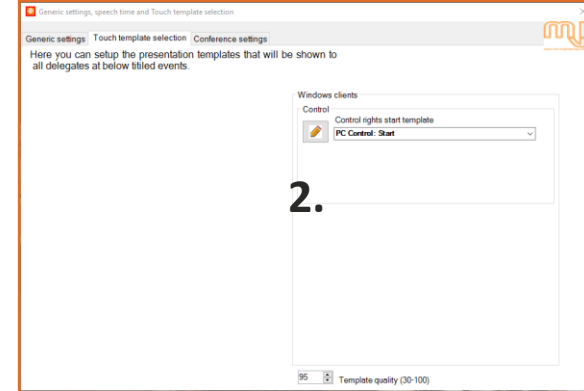 Generic settings, speech time and Touch template selection
Generic settings Touch template selection Conference settings
Here you can setup the presentation templates that will be shown to
all delegates at below titled events.
Windows clients
Control
Control rights start template
PC Control: Start
2.
95 Template quality (30-100)